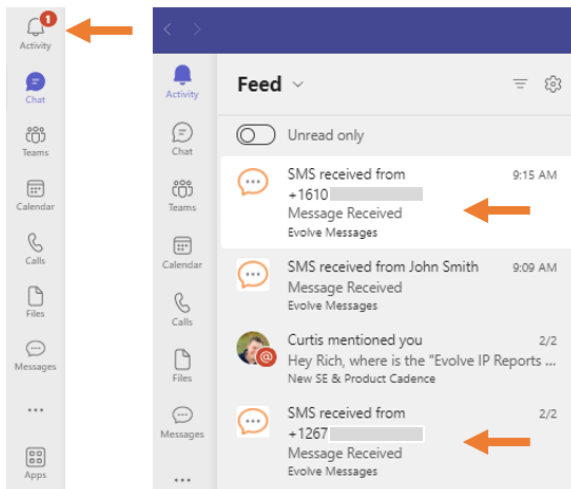 1
Activity
Chat
Teams
Calendar
Calls
Files
Messages
...
Apps
Activity
Chat
Teams
Calendar
Calls
Files
Messages
...
Feed
Unread only
SMS received from
9:15 AM
+1610
Message Received
Evolve Messages
SMS received from John Smith
9:09 AM
Message Received
Evolve Messages
Curtis mentioned you
2/2
@
Hey Rich, where is the "Evolve IP Reports ...
New SE & Product Cadence
SMS received from
2/2
+1267
Message Received
Evolve Messages